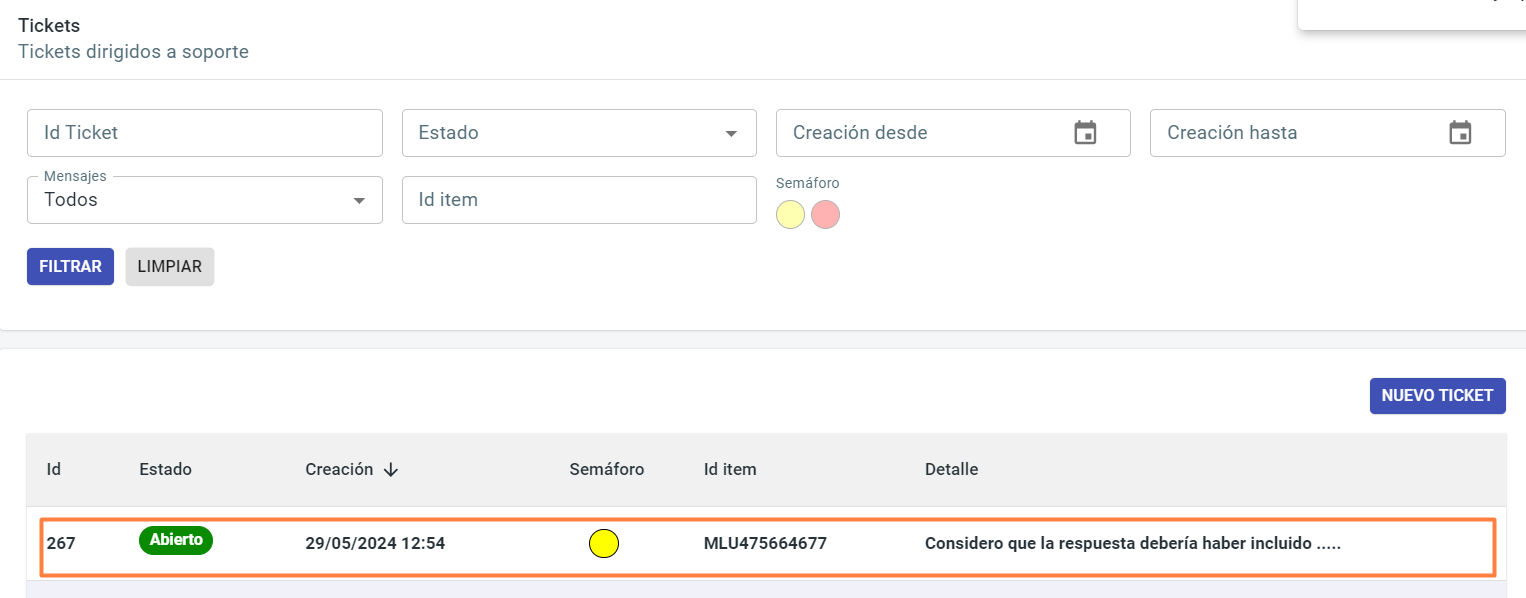 Tickets
Tickets dirigidos a soporte
Id Ticket
Estado
Creación desde
Creación hasta
Mensajes
Todos
Id item
Semáforo
FILTRAR
LIMPIAR
NUEVO TICKET
Id Estado Creación Semáforo Id item Detalle
267 Abierto 29/05/2024 12:54 MLU475664677 Considero que la respuesta debería haber incluido .....